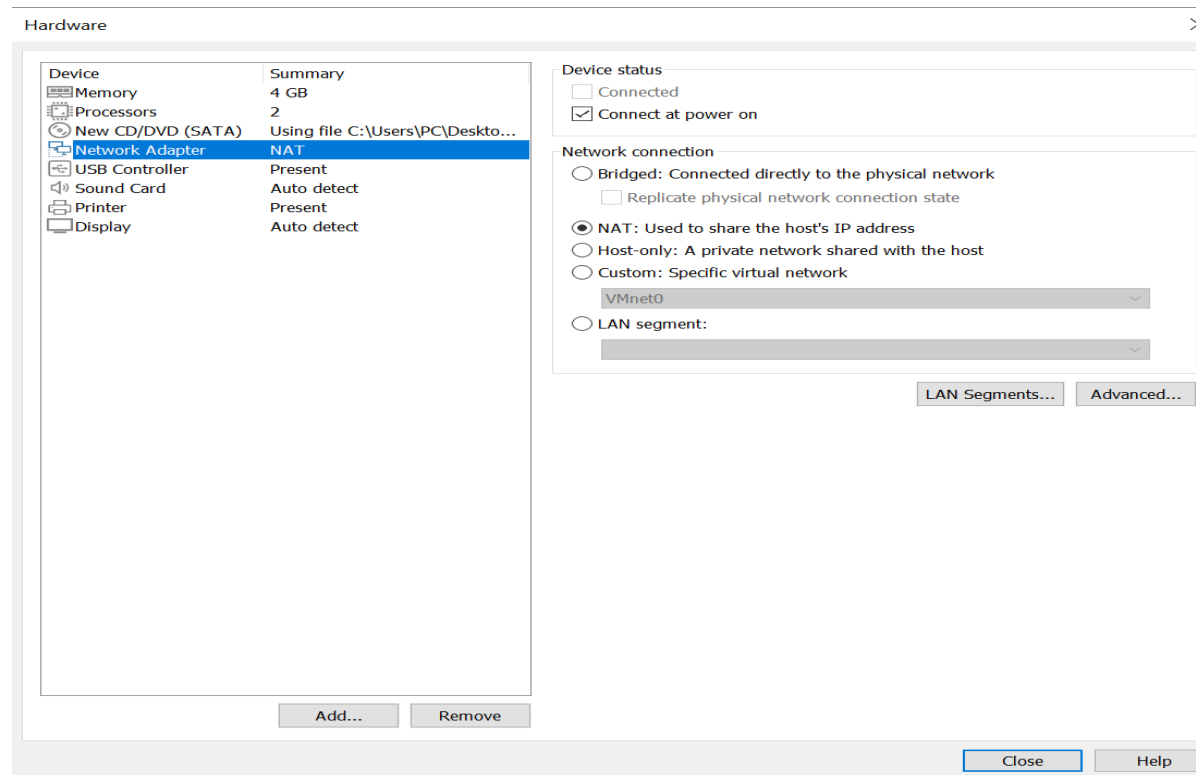 Hardware
Device Summary
Memory 4 GB
Processors 2
New CD/DVD (SATA) Using file C:\Users\PC\Deskto...
Network Adapter NAT
USB Controller Present
Sound Card Auto detect
Printer Present
Display Auto detect
Add... Remove
Device status
Connected
Connect at power on
Network connection
Bridged: Connected directly to the physical network
Replicate physical network connection state
NAT: Used to share the host's IP address
Host-only: A private network shared with the host
Custom: Specific virtual network
VMnet0
LAN segment:
LAN Segments... Advanced...
Close Help